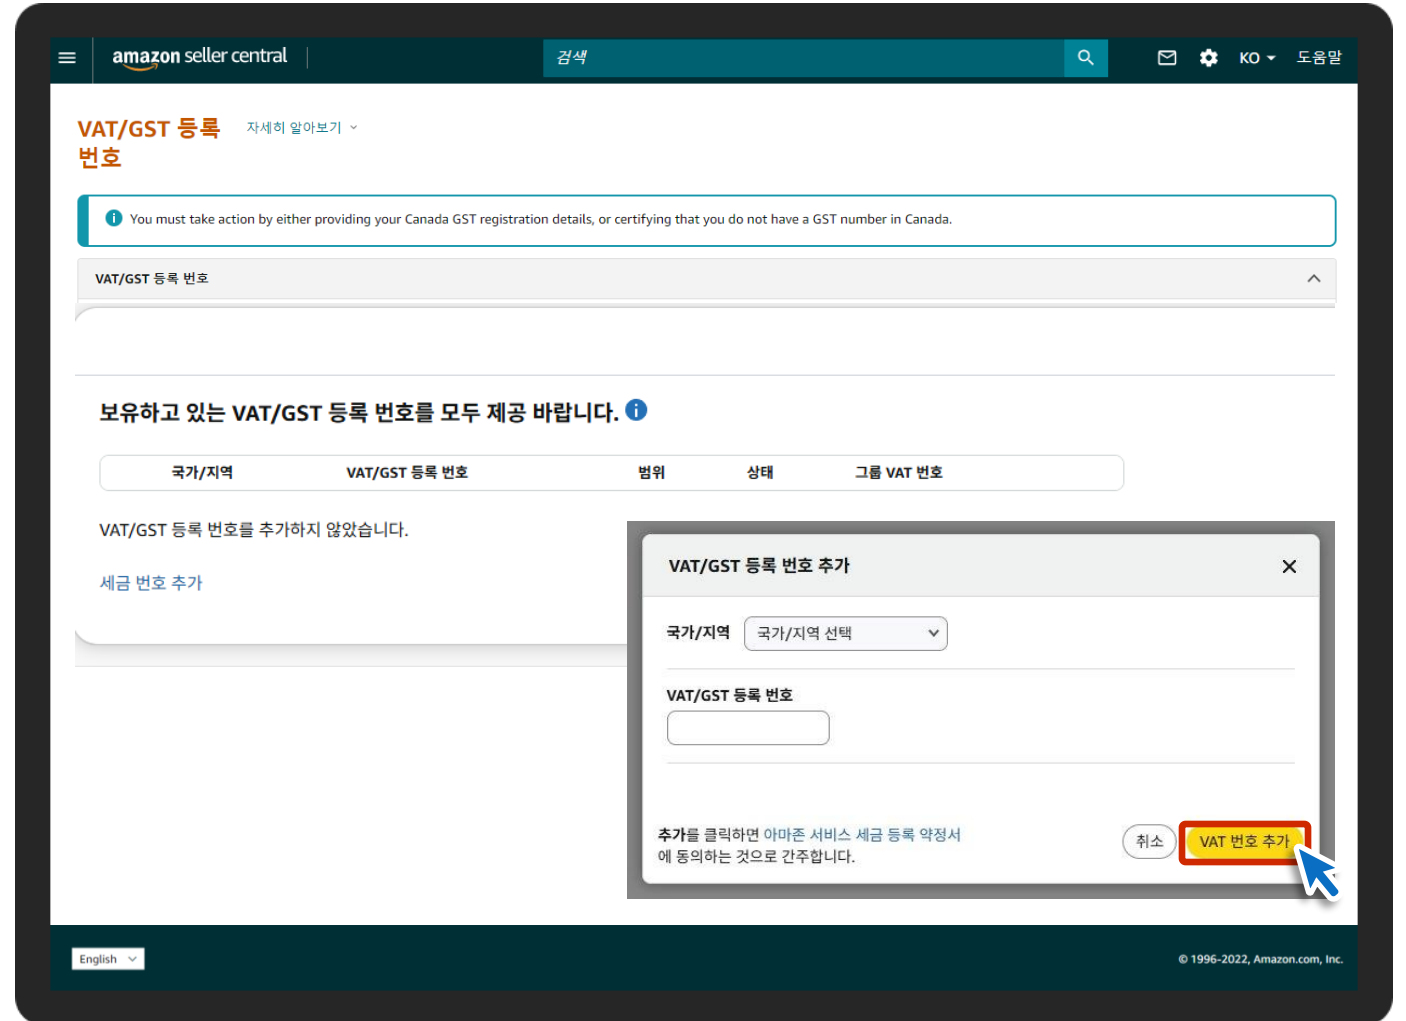 amazon seller central
검색
KO
도움말
VAT/GST 등록
번호
자세히 알아보기
You must take action by either providing your Canada GST registration details, or certifying that you do not have a GST number in Canada.
VAT/GST 등록 번호
보유하고 있는 VAT/GST 등록 번호를 모두 제공 바랍니다.
국가/지역 VAT/GST 등록 번호 범위 상태 그룹 VAT 번호
VAT/GST 등록 번호를 추가하지 않았습니다.
세금 번호 추가
VAT/GST 등록 번호 추가
국가/지역 국가/지역 선택
VAT/GST 등록 번호
추가를 클릭하면 아마존 서비스 세금 등록 약정서
에 동의하는 것으로 간주합니다.
취소
VAT 번호 추가
English
© 1996-2022, Amazon.com, Inc.